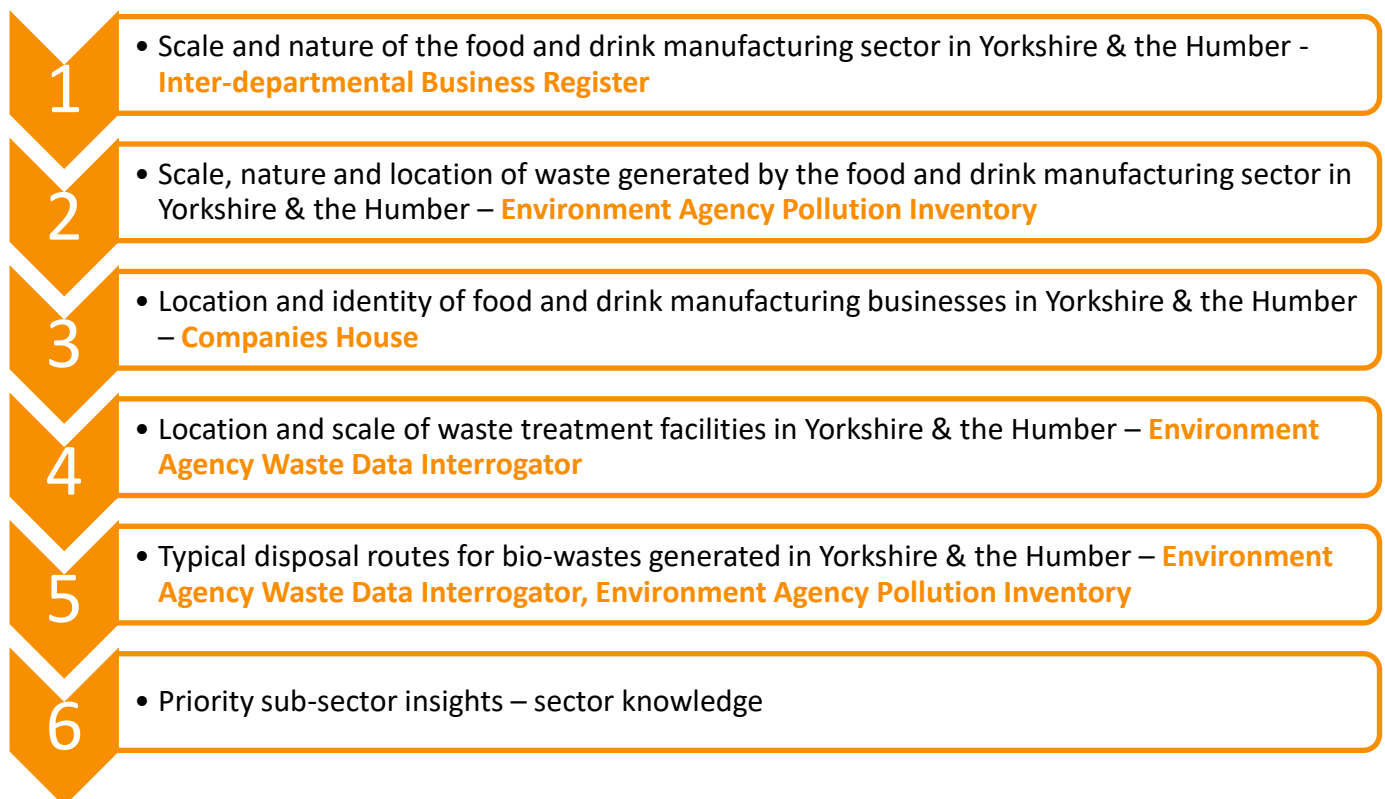 1
• Scale and nature of the food and drink manufacturing sector in Yorkshire & the Humber -
Inter-departmental Business Register
2
• Scale, nature and location of waste generated by the food and drink manufacturing sector in
Yorkshire & the Humber – Environment Agency Pollution Inventory
3
• Location and identity of food and drink manufacturing businesses in Yorkshire & the Humber
– Companies House
4
• Location and scale of waste treatment facilities in Yorkshire & the Humber – Environment
Agency Waste Data Interrogator
5
• Typical disposal routes for bio-wastes generated in Yorkshire & the Humber – Environment
Agency Waste Data Interrogator, Environment Agency Pollution Inventory
6
• Priority sub-sector insights – sector knowledge